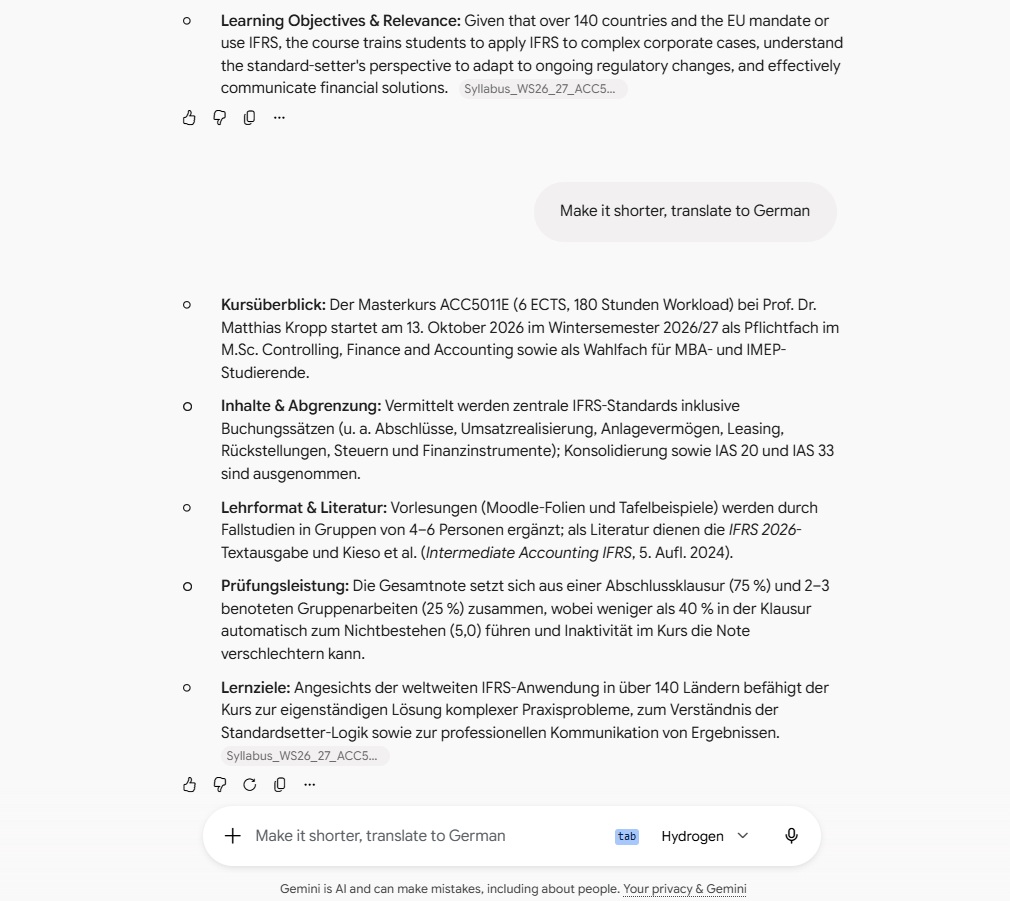 Learning Objectives & Relevance: Given that over 140 countries and the EU mandate or
use IFRS, the course trains students to apply IFRS to complex corporate cases, understand
the standard-setter's perspective to adapt to ongoing regulatory changes, and effectively
communicate financial solutions. Syllabus_WS26_27_ACC5...
Make it shorter, translate to German
Kursüberblick: Der Masterkurs ACC5011E (6 ECTS, 180 Stunden Workload) bei Prof. Dr.
Matthias Kropp startet am 13. Oktober 2026 im Wintersemester 2026/27 als Pflichtfach im
M.Sc. Controlling, Finance and Accounting sowie als Wahlfach für MBA- und IMEP-
Studierende.
Inhalte & Abgrenzung: Vermittelt werden zentrale IFRS-Standards inklusive
Buchungssätzen (u. a. Abschlüsse, Umsatzrealisierung, Anlagevermögen, Leasing,
Rückstellungen, Steuern und Finanzinstrumente); Konsolidierung sowie IAS 20 und IAS 33
sind ausgenommen.
Lehrformat & Literatur: Vorlesungen (Moodle-Folien und Tafelbeispiele) werden durch
Fallstudien in Gruppen von 4–6 Personen ergänzt; als Literatur dienen die IFRS 2026-
Textausgabe und Kieso et al. (Intermediate Accounting IFRS, 5. Aufl. 2024).
Prüfungsleistung: Die Gesamtnote setzt sich aus einer Abschlussklausur (75 %) und 2–3
benoteten Gruppenarbeiten (25 %) zusammen, wobei weniger als 40 % in der Klausur
automatisch zum Nichtbestehen (5,0) führen und Inaktivität im Kurs die Note
verschlechtern kann.
Lernziele: Angesichts der weltweiten IFRS-Anwendung in über 140 Ländern befähigt der
Kurs zur eigenständigen Lösung komplexer Praxisprobleme, zum Verständnis der
Standardsetter-Logik sowie zur professionellen Kommunikation von Ergebnissen.
Syllabus_WS26_27_ACC5...
Make it shorter, translate to German tab Hydrogen
Gemini is AI and can make mistakes, including about people. Your privacy & Gemini